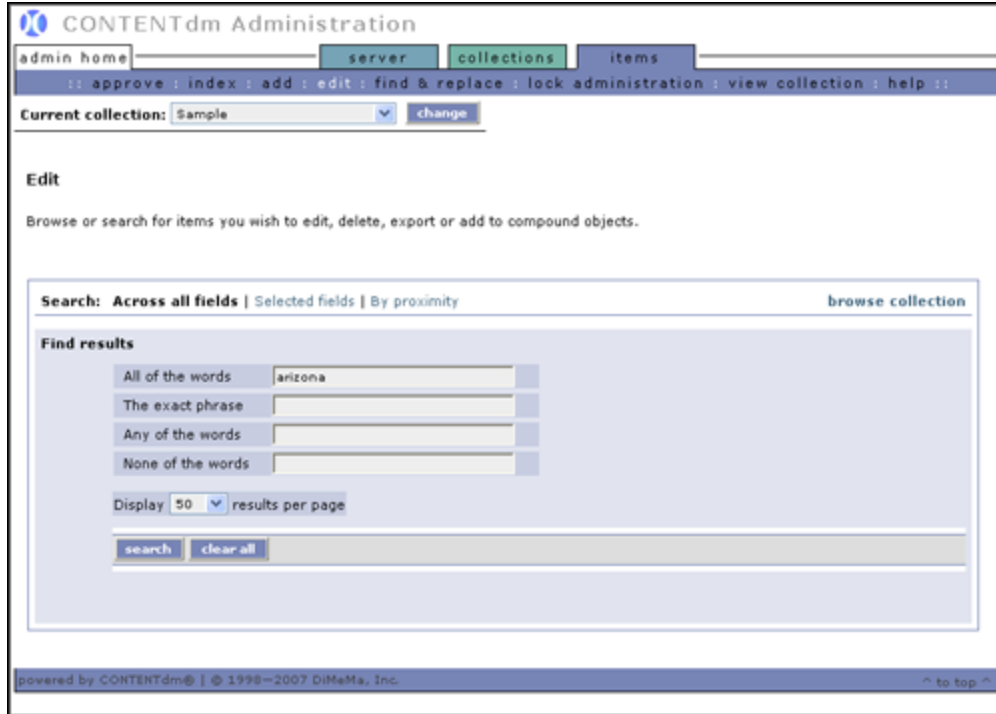 CONTENTdm Administration
admin home server collections items
:: approve : index : add : edit : find & replace : lock administration : view collection : help ::
Current collection: Sample change
Edit
Browse or search for items you wish to edit, delete, export or add to compound objects.
Search: Across all fields | Selected fields | By proximity browse collection
Find results
All of the words arizona
The exact phrase
Any of the words
None of the words
Display 50 results per page
search clear all
powered by CONTENTdm® | © 1998—2007 DiMeMa, Inc. ^ to top ^